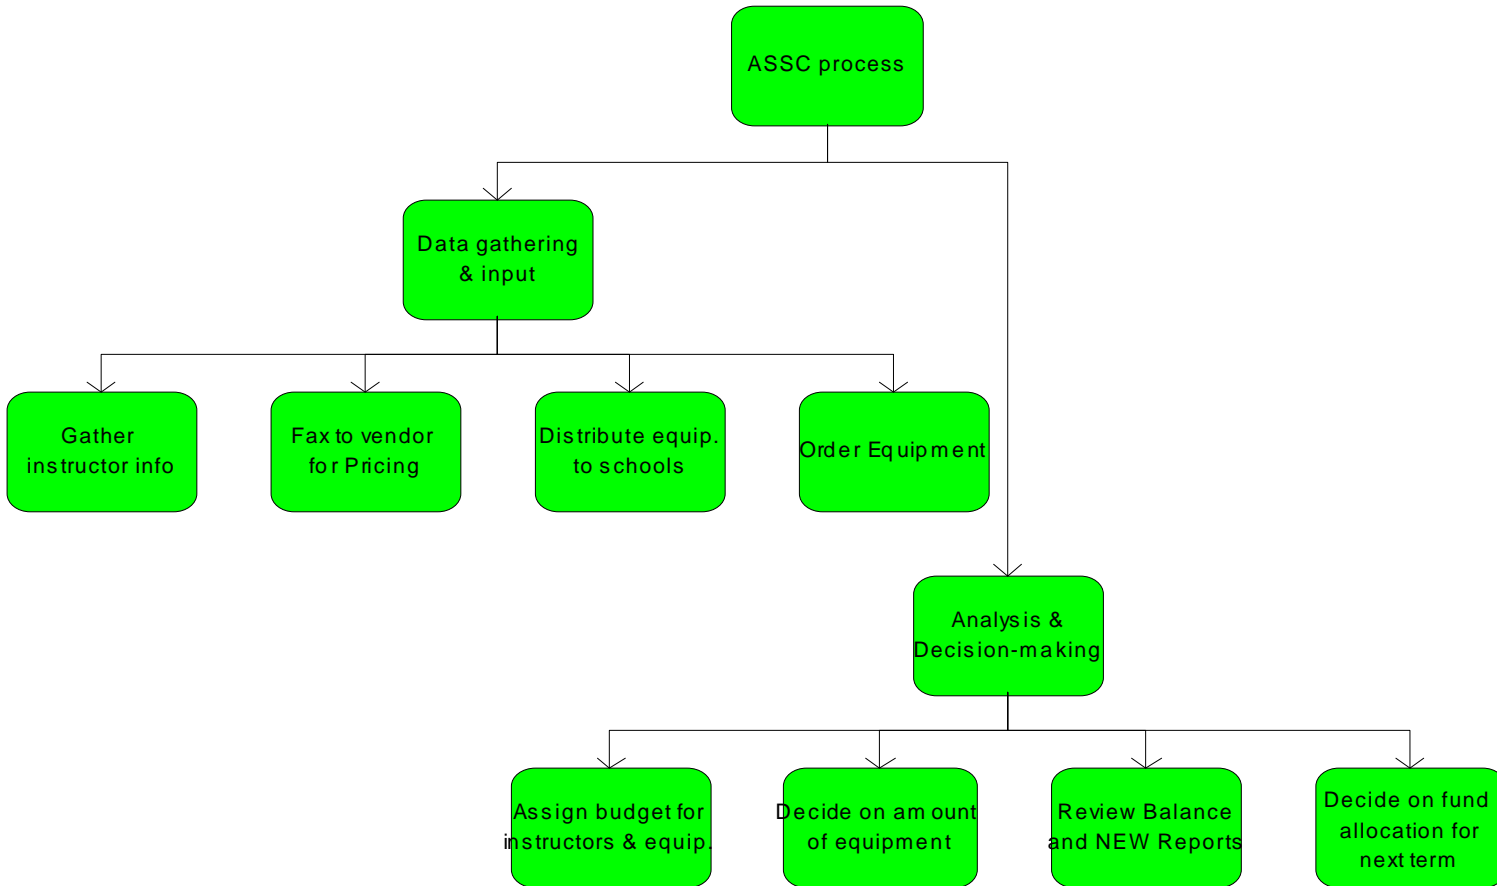 ASSC process
Data gathering
& input
Gather
instructor info
Fax to vendor
for Pricing
Distribute equip.
to schools
Order Equipment
Analysis &
Decision-making
Assign budget for
instructors & equip.
Decide on amount
of equipment
Review Balance
and NEW Reports
Decide on fund
allocation for
next term